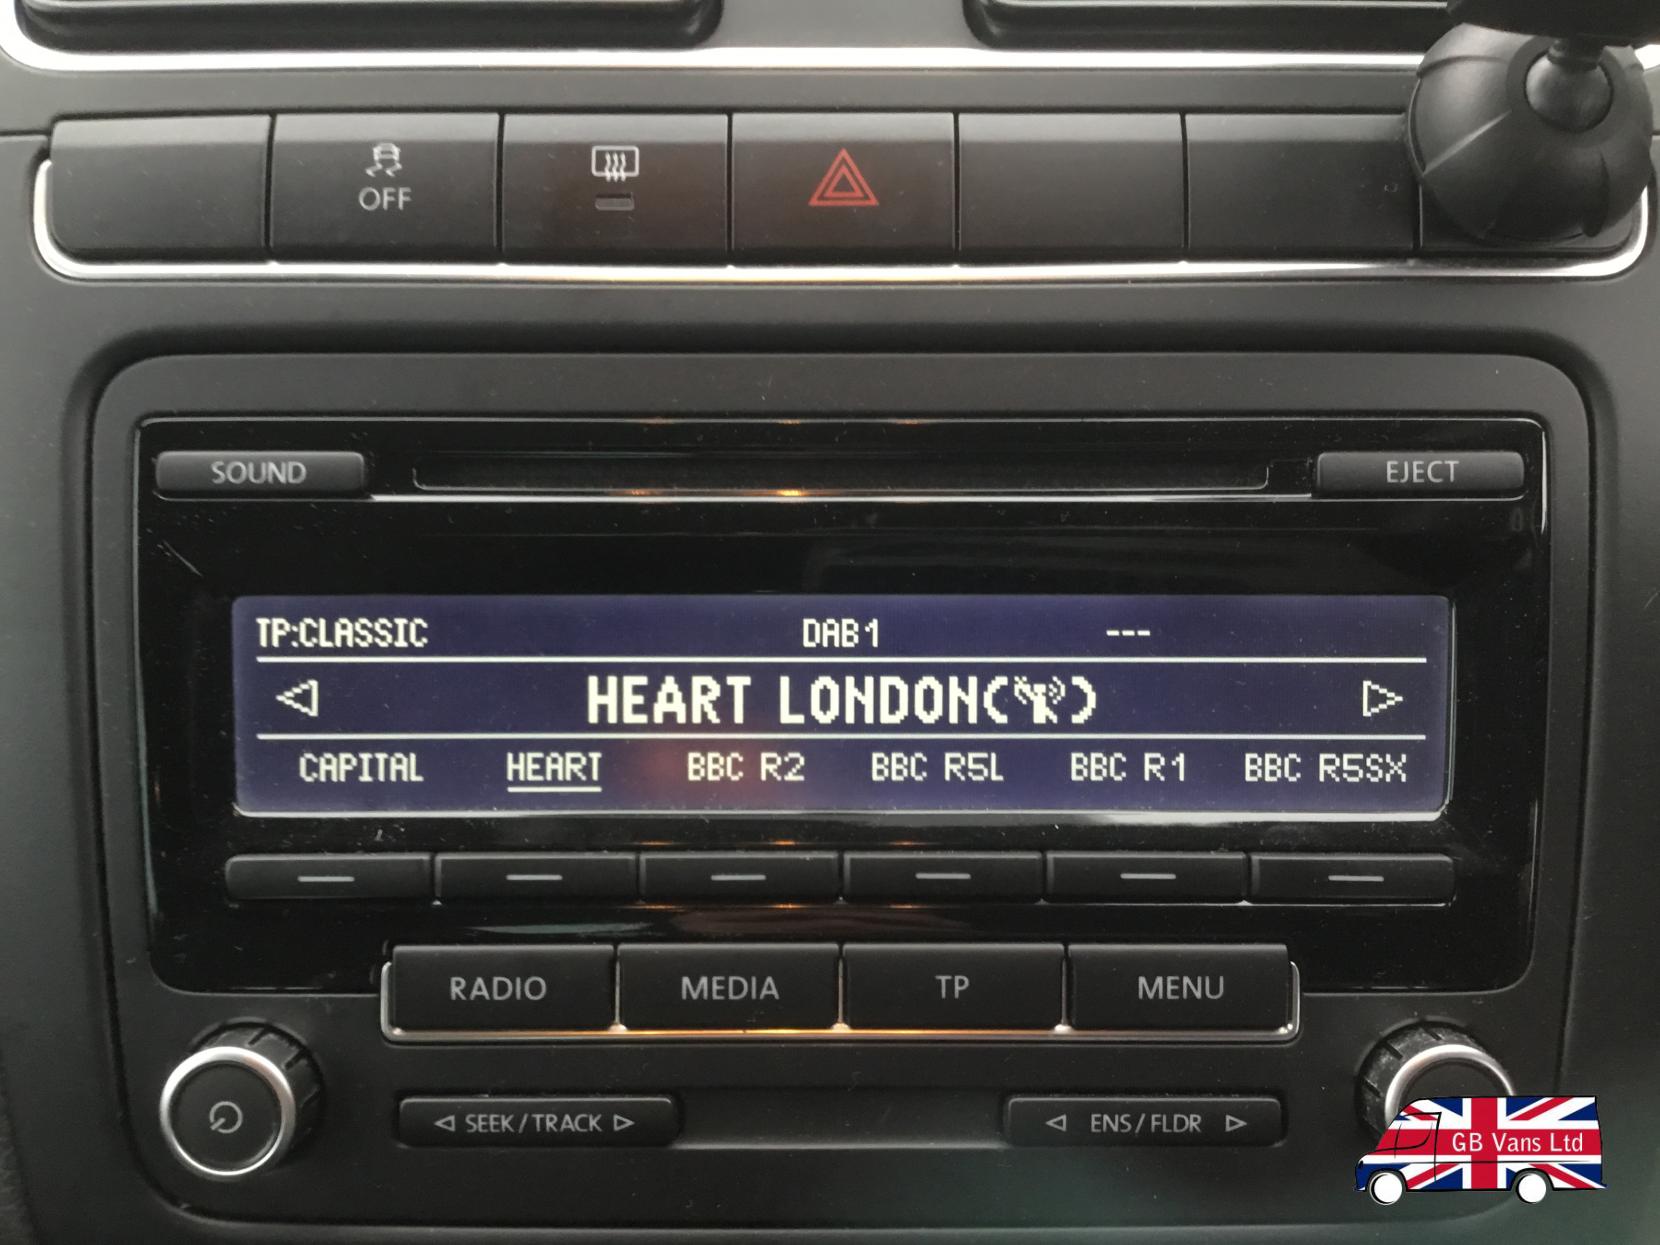 OFF
SOUND
EJECT
TP:CLASSIC DAB1 ---
HEART LONDON( )
CAPITAL HEART BBC R2 BBC R5L BBC R1 BBC R5SX
RADIO MEDIA TP MENU
SEEK/TRACK
ENS/FLDR
GB Vans Ltd